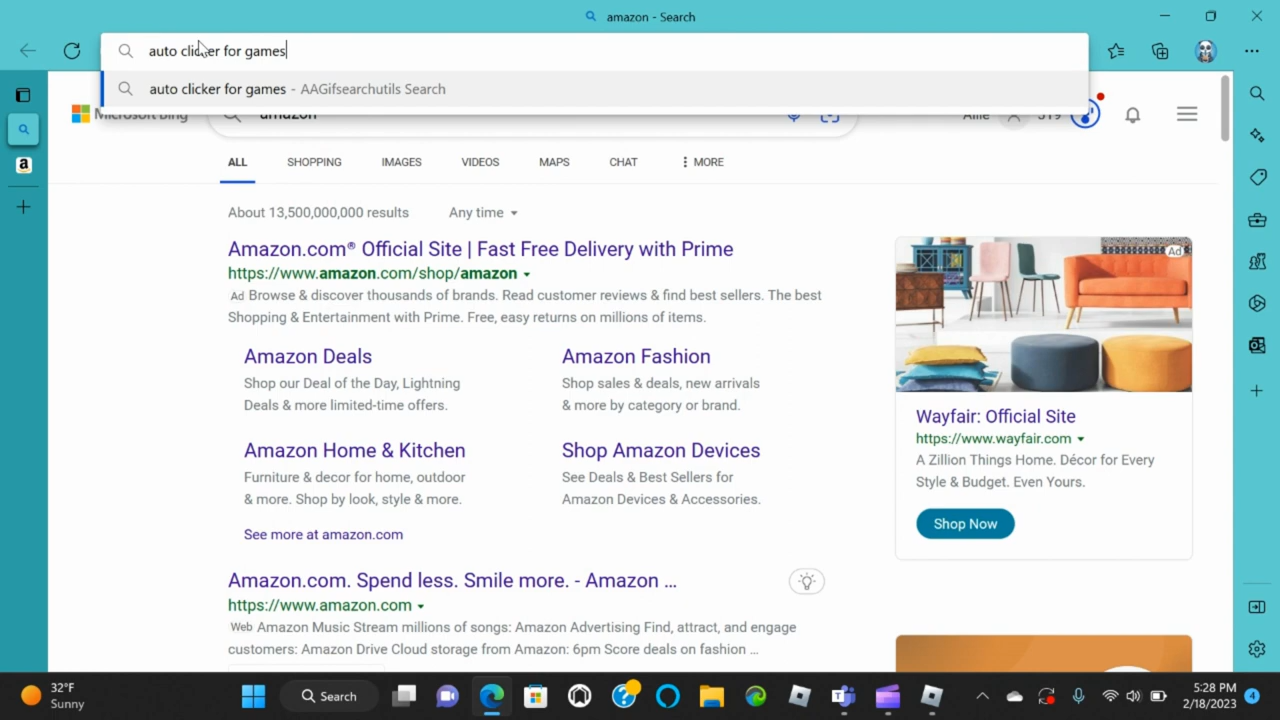 amazon - Search
auto clicker for games
auto clicker for games - AAGifsearchutils Search
Microsoft Bing
amazon
Allie
319
ALL
SHOPPING
IMAGES
VIDEOS
MAPS
CHAT
MORE
About 13,500,000,000 results
Any time
Amazon.com® Official Site | Fast Free Delivery with Prime
https://www.amazon.com/shop/amazon
Ad Browse & discover thousands of brands. Read customer reviews & find best sellers. The best
Shopping & Entertainment with Prime. Free, easy returns on millions of items.
Amazon Deals
Shop our Deal of the Day, Lightning
Deals & more limited-time offers.
Amazon Fashion
Shop sales & deals, new arrivals
& more by category or brand.
Amazon Home & Kitchen
Furniture & decor for home, outdoor
& more. Shop by look, style & more.
Shop Amazon Devices
See Deals & Best Sellers for
Amazon Devices & Accessories.
See more at amazon.com
Amazon.com. Spend less. Smile more. - Amazon ...
https://www.amazon.com
Web Amazon Music Stream millions of songs: Amazon Advertising Find, attract, and engage
customers: Amazon Drive Cloud storage from Amazon: 6pm Score deals on fashion ...
Ad
Wayfair: Official Site
https://www.wayfair.com
A Zillion Things Home. Décor for Every
Style & Budget. Even Yours.
Shop Now
32°F
Sunny
Search
5:28 PM
2/18/2023
4